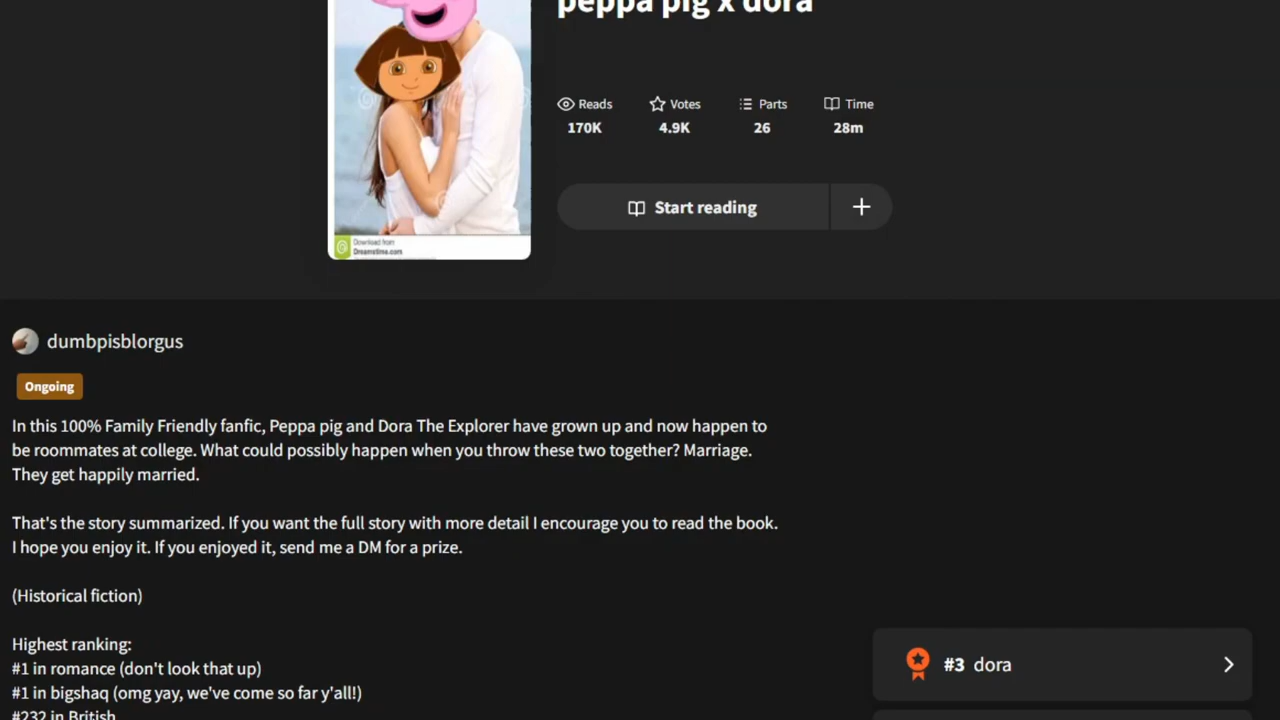 peppa pig x dora
Reads
Votes
Parts
Time
170K
4.9K
26
28m
Start reading
Download from
Dreamstime.com
dumbpisblorgus
Ongoing
In this 100% Family Friendly fanfic, Peppa pig and Dora The Explorer have grown up and now happen to
be roommates at college. What could possibly happen when you throw these two together? Marriage.
They get happily married.
That's the story summarized. If you want the full story with more detail I encourage you to read the book.
I hope you enjoy it. If you enjoyed it, send me a DM for a prize.
(Historical fiction)
Highest ranking:
#1 in romance (don't look that up)
#1 in bigshaq (omg yay, we've come so far y'all!)
#232 in British
#3 dora